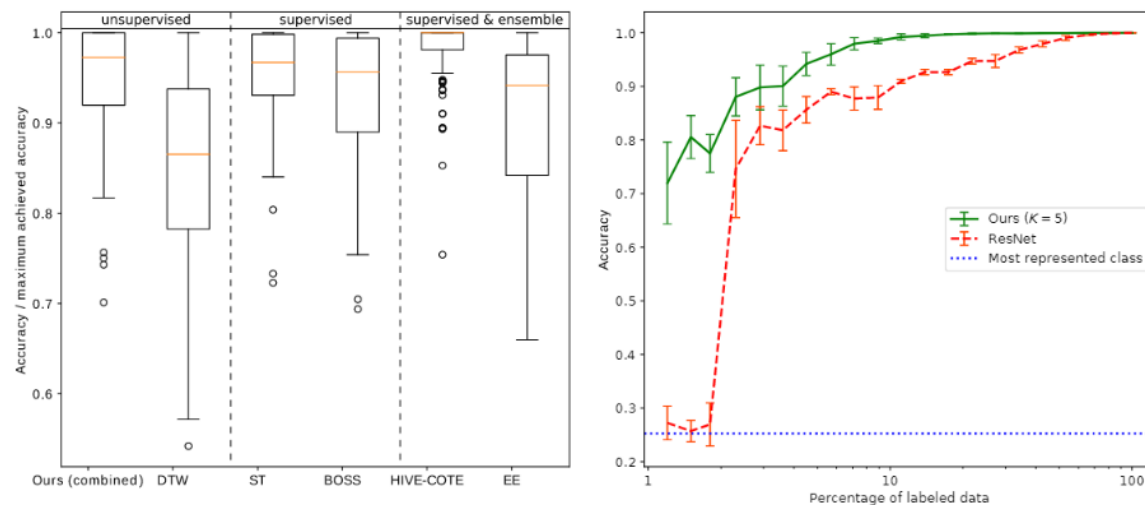 unsupervised supervised supervised & ensemble
Accuracy / maximum achieved accuracy
1.0
0.9
0.8
0.7
0.6
Ours (combined) DTW ST BOSS HIVE-COTE EE
Accuracy
1.0
0.9
0.8
0.7
0.6
0.5
0.4
0.3
0.2
Ours (K = 5)
ResNet
Most represented class
1 10 100
Percentage of labeled data